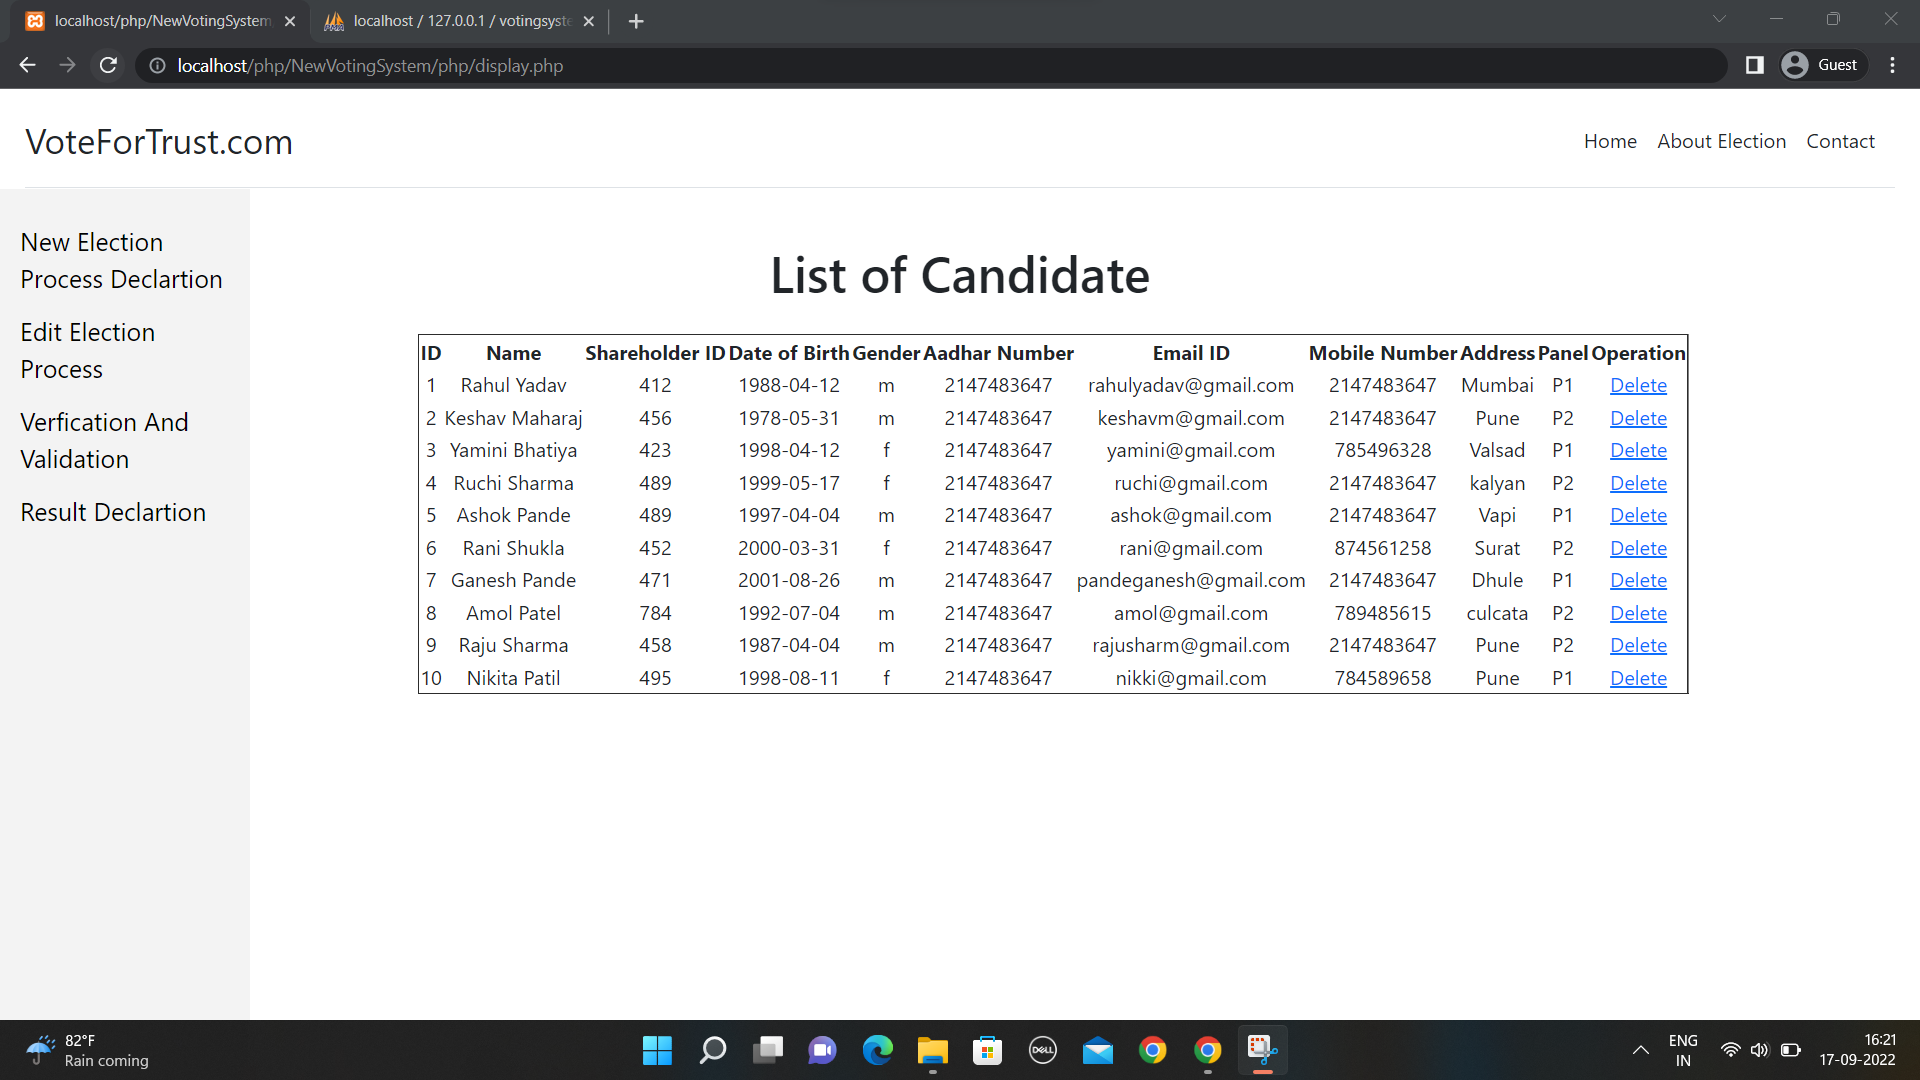 localhost/php/NewVotingSystem
localhost / 127.0.0.1 / votingsyste
localhost/php/NewVotingSystem/php/display.php
Guest
VoteForTrust.com
Home About Election Contact
New Election
Process Declartion
Edit Election
Process
Verfication And
Validation
Result Declartion
List of Candidate
ID Name Shareholder ID Date of Birth Gender Aadhar Number Email ID Mobile Number Address Panel Operation
1 Rahul Yadav 412 1988-04-12 m 2147483647 rahulyadav@gmail.com 2147483647 Mumbai P1 Delete
2 Keshav Maharaj 456 1978-05-31 m 2147483647 keshavm@gmail.com 2147483647 Pune P2 Delete
3 Yamini Bhatiya 423 1998-04-12 f 2147483647 yamini@gmail.com 785496328 Valsad P1 Delete
4 Ruchi Sharma 489 1999-05-17 f 2147483647 ruchi@gmail.com 2147483647 kalyan P2 Delete
5 Ashok Pande 489 1997-04-04 m 2147483647 ashok@gmail.com 2147483647 Vapi P1 Delete
6 Rani Shukla 452 2000-03-31 f 2147483647 rani@gmail.com 874561258 Surat P2 Delete
7 Ganesh Pande 471 2001-08-26 m 2147483647 pandeganesh@gmail.com 2147483647 Dhule P1 Delete
8 Amol Patel 784 1992-07-04 m 2147483647 amol@gmail.com 789485615 culcata P2 Delete
9 Raju Sharma 458 1987-04-04 m 2147483647 rajusharm@gmail.com 2147483647 Pune P2 Delete
10 Nikita Patil 495 1998-08-11 f 2147483647 nikki@gmail.com 784589658 Pune P1 Delete
82°F
Rain coming
DELL
ENG
IN
16:21
17-09-2022